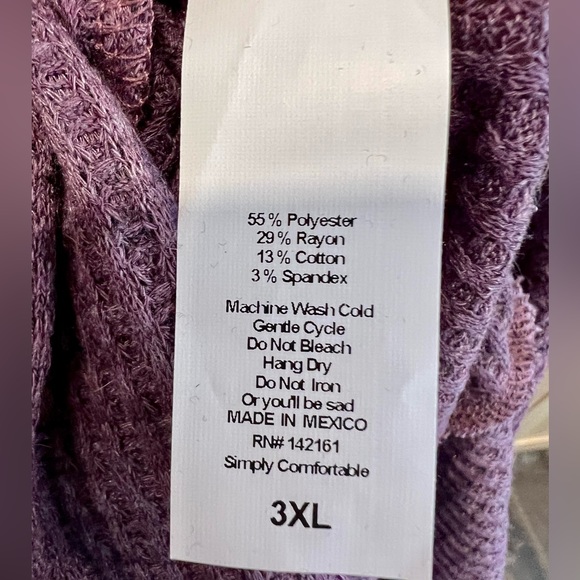 55% Polyester
29% Rayon
13% Cotton
3% Spandex
Machine Wash Cold
Gentle Cycle
Do Not Bleach
Hang Dry
Do Not Iron
Or you'll be sad
MADE IN MEXICO
RN# 142161
Simply Comfortable
3XL